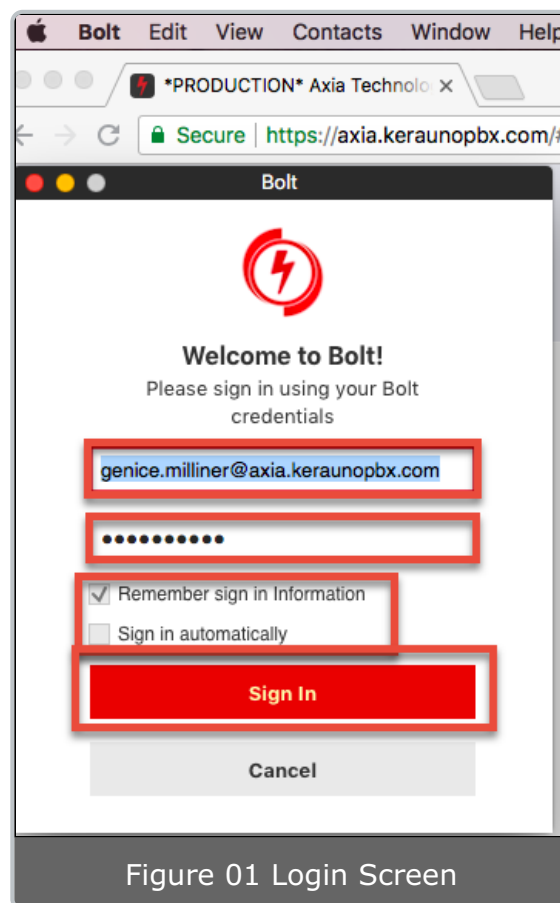 Bolt Edit View Contacts Window Help
*PRODUCTION* Axia Technolo
Secure https://axia.keraunopbx.com/#
Bolt
Welcome to Bolt!
Please sign in using your Bolt
credentials
genice.milliner@axia.keraunopbx.com
••••••••••
Remember sign in Information
Sign in automatically
Sign In
Cancel
Figure 01 Login Screen